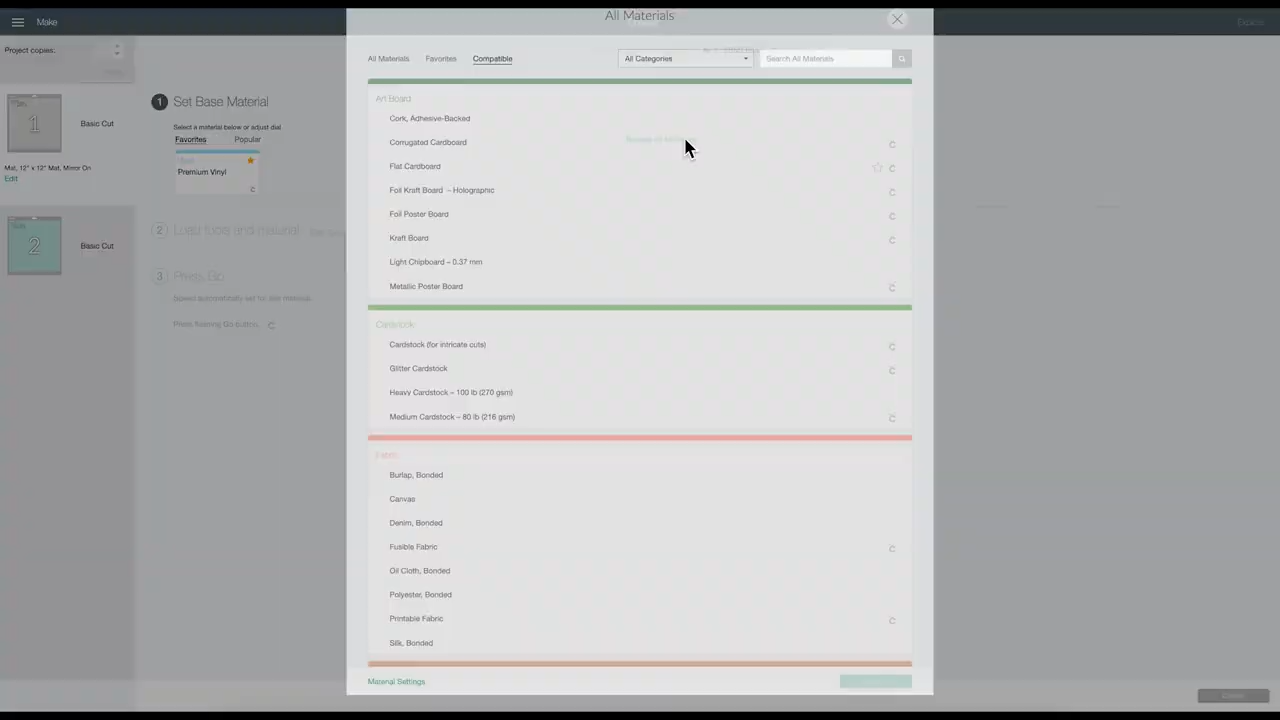 Make
Explore
All Materials
Project copies:
All Materials
Favorites
Compatible
All Categories
Search All Materials
1
Basic Cut
Mat, 12" x 12" Mat, Mirror On
Edit
2
Basic Cut
1 Set Base Material
Select a material below or adjust dial
Favorites
Popular
Premium Vinyl
2 Load tools and material
3 Press Go
Speed automatically set for this material.
Press flashing Go button.
Art Board
Cork, Adhesive-Backed
Corrugated Cardboard
Flat Cardboard
Foil Kraft Board – Holographic
Foil Poster Board
Kraft Board
Light Chipboard – 0.37 mm
Metallic Poster Board
Cardstock
Cardstock (for intricate cuts)
Glitter Cardstock
Heavy Cardstock – 100 lb (270 gsm)
Medium Cardstock – 80 lb (216 gsm)
Fabric
Burlap, Bonded
Canvas
Denim, Bonded
Fusible Fabric
Oil Cloth, Bonded
Polyester, Bonded
Printable Fabric
Silk, Bonded
Material Settings
Cancel